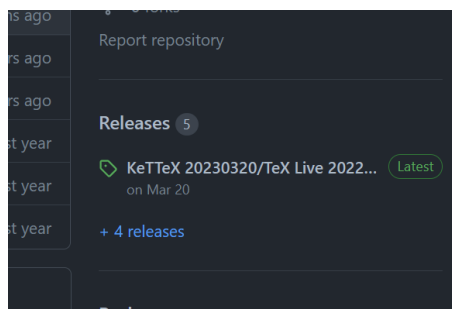 ns ago
Report repository
rs ago
rs ago
Releases 5
st year
KeTTeX 20230320/TeX Live 2022... Latest
on Mar 20
st year
st year
+ 4 releases